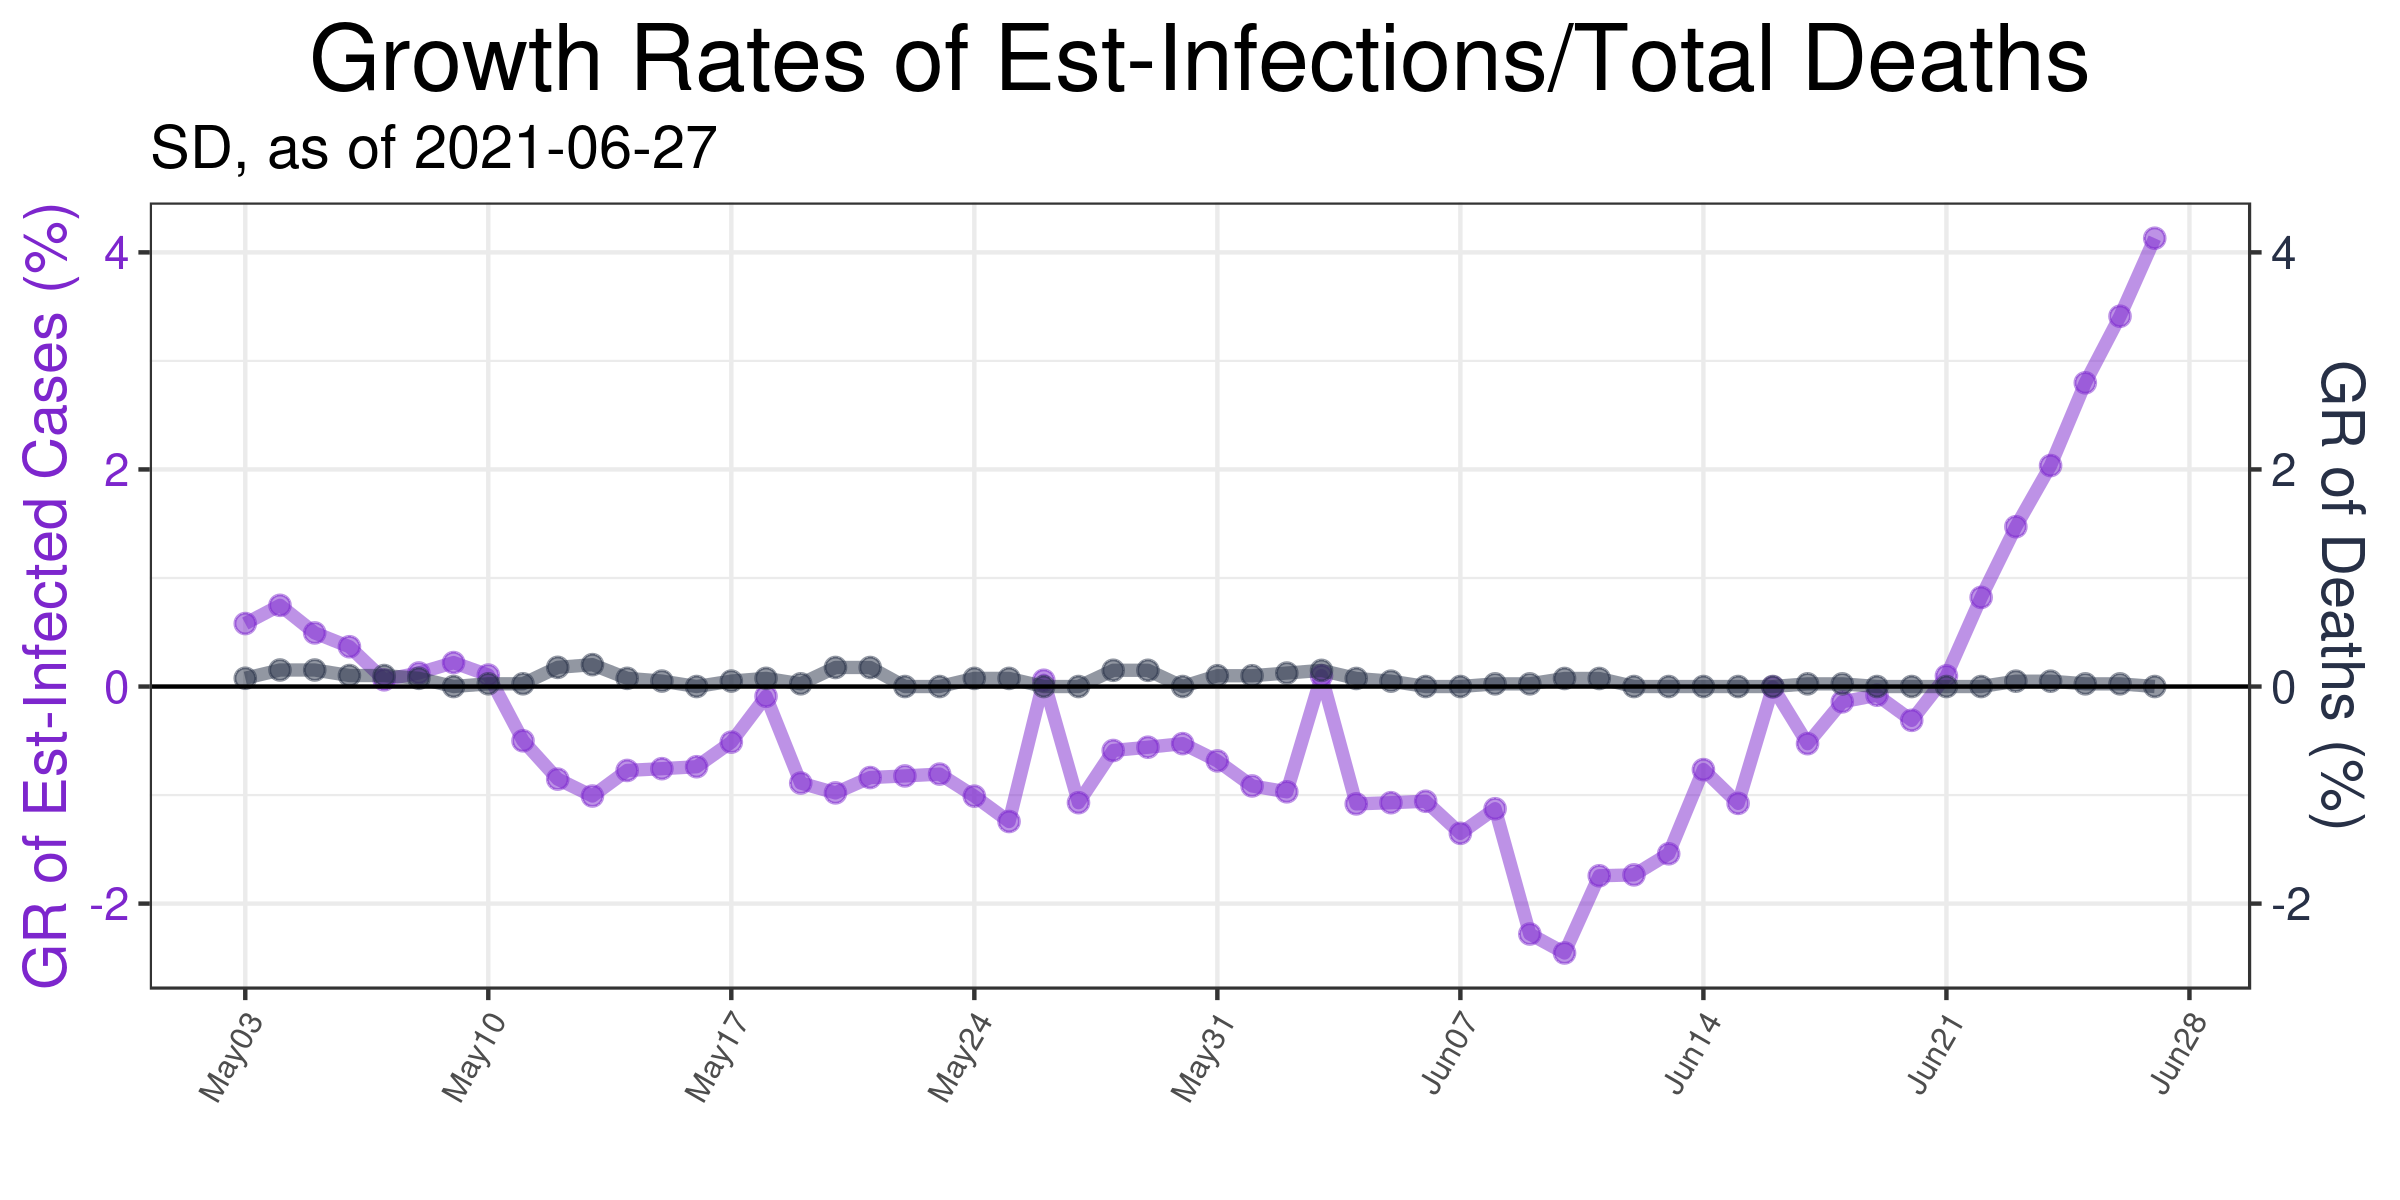 Growth Rates of Est-Infections/Total Deaths
SD, as of 2021-06-27
GR of Est-Infected Cases (%)
4
2
0
-2
4
2
0
-2
GR of Deaths (%)
May03
May10
May17
May24
May31
Jun07
Jun14
Jun21
Jun28